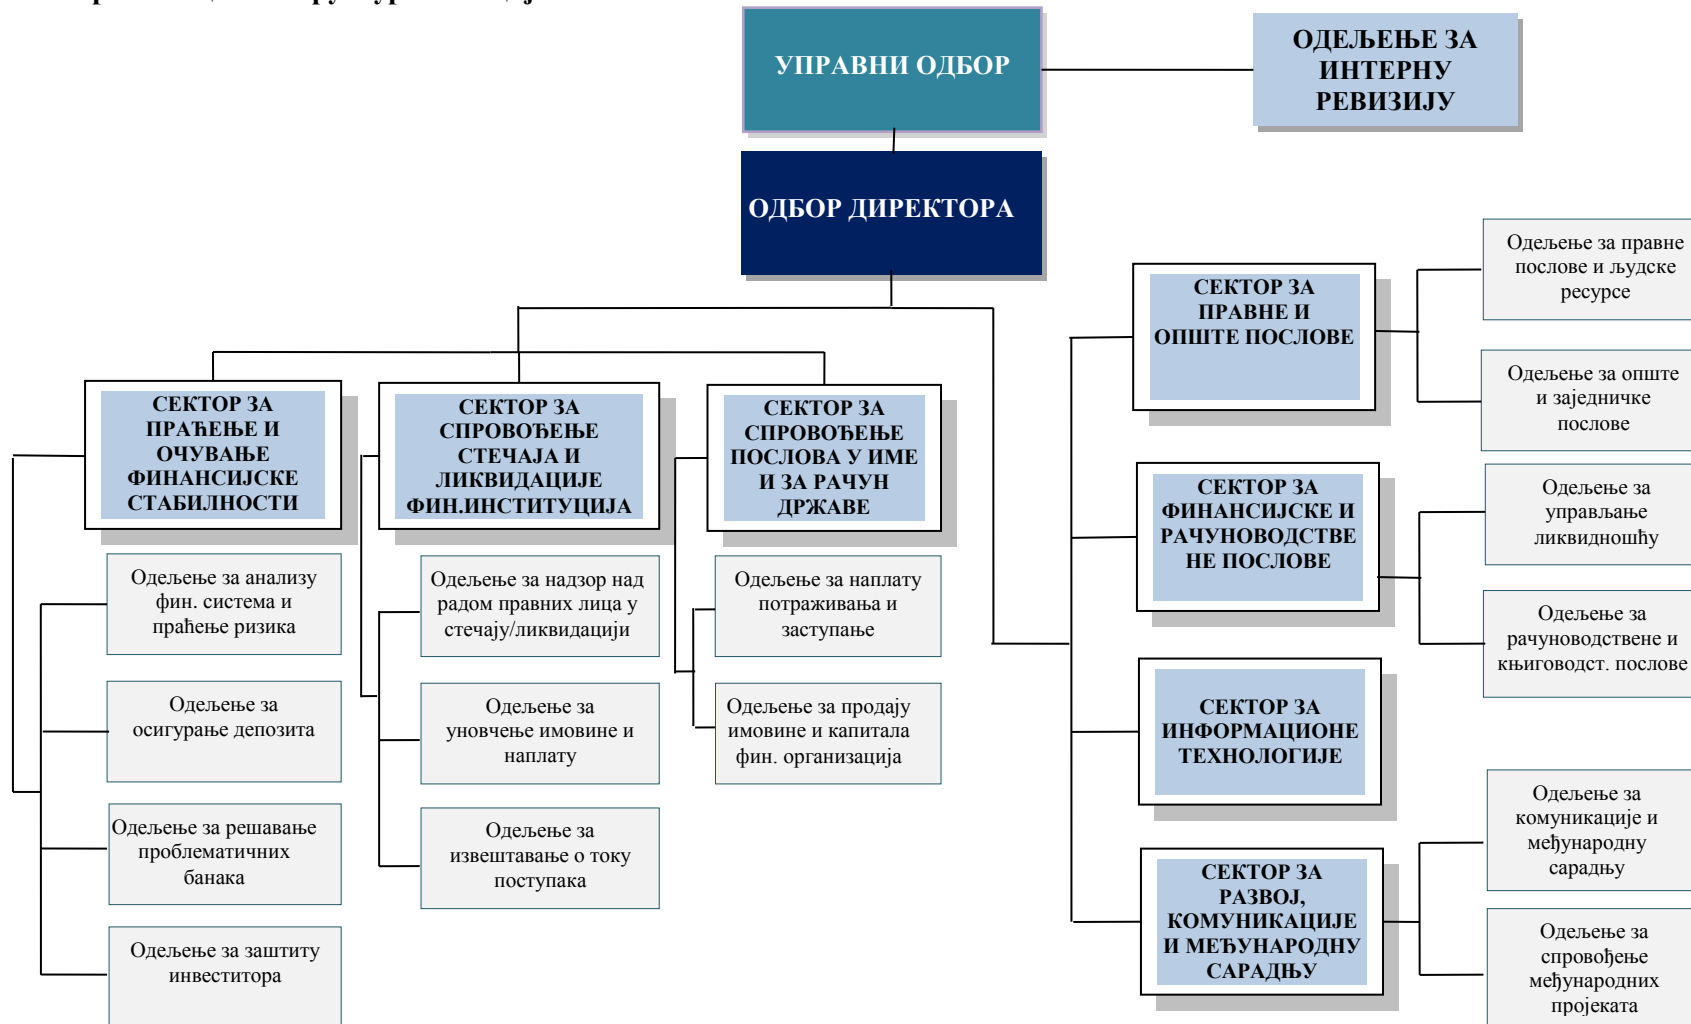 УПРАВНИ ОДБОР
ОДЕЉЕЊЕ ЗА
ИНТЕРНУ
РЕВИЗИЈУ
ОДБОР ДИРЕКТОРА
СЕКТОР ЗА
ПРАЋЕЊЕ И
ОЧУВАЊЕ
ФИНАНСИЈСКЕ
СТАБИЛНОСТИ
Одељење за анализу
фин. система и
праћење ризика
Одељење за
осигурање депозита
Одељење за решавање
проблематичних
банака
Одељење за заштиту
инвеститора
СЕКТОР ЗА
СПРОВОЂЕЊЕ
СТЕЧАЈА И
ЛИКВИДАЦИЈЕ
ФИН.ИНСТИТУЦИЈА
Одељење за надзор над
радом правних лица у
стечају/ликвидацији
Одељење за
уновчење имовине и
наплату
Одељење за
извештавање о току
поступака
СЕКТОР ЗА
СПРОВОЂЕЊЕ
ПОСЛОВА У ИМЕ
И ЗА РАЧУН
ДРЖАВЕ
Одељење за наплату
потраживања и
заступање
Одељење за продају
имовине и капитала
фин. организација
СЕКТОР ЗА
ПРАВНЕ И
ОПШТЕ ПОСЛОВЕ
Одељење за правне
послове и људске
ресурсе
Одељење за опште
и заједничке
послове
СЕКТОР ЗА
ФИНАНСИЈСКЕ И
РАЧУНОВОДСТВЕ
НЕ ПОСЛОВЕ
Одељење за
управљање
ликвидношћу
Одељење за
рачуноводствене и
књиговодст. послове
СЕКТОР ЗА
ИНФОРМАЦИОНЕ
ТЕХНОЛОГИЈЕ
СЕКТОР ЗА
РАЗВОЈ,
КОМУНИКАЦИЈЕ
И МЕЂУНАРОДНУ
САРАДЊУ
Одељење за
комуникације и
међународну
сарадњу
Одељење за
спровођење
међународних
пројеката